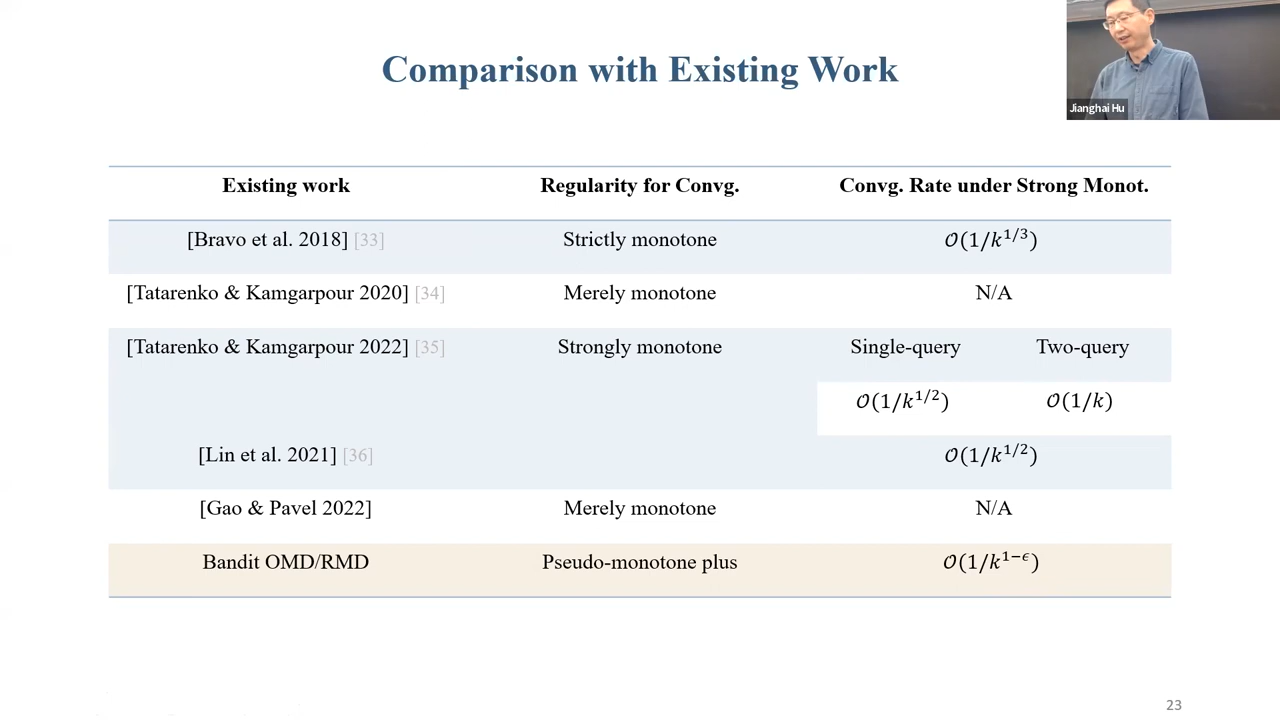 Comparison with Existing Work
Jianghai Hu
Existing work Regularity for Convg. Convg. Rate under Strong Monot.
[Bravo et al. 2018] [33] Strictly monotone 𝒪(1/k^{1/3})
[Tatarenko & Kamgarpour 2020] [34] Merely monotone N/A
[Tatarenko & Kamgarpour 2022] [35] Strongly monotone Single-query Two-query
𝒪(1/k^{1/2}) 𝒪(1/k)
[Lin et al. 2021] [36] 𝒪(1/k^{1/2})
[Gao & Pavel 2022] Merely monotone N/A
Bandit OMD/RMD Pseudo-monotone plus 𝒪(1/k^{1−ϵ})
23